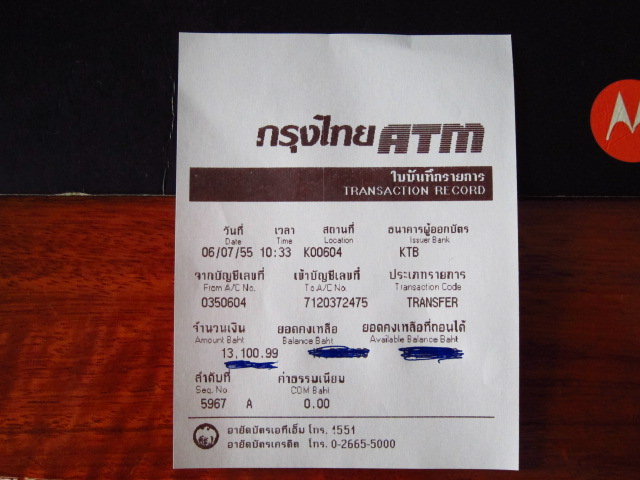 กรุงไทย ATM
ใบบันทึกรายการ
TRANSACTION RECORD
วันที่ เวลา สถานที่ ธนาคารผู้ออกบัตร
Date Time Location Issuer Bank
06/07/55 10:33 K00604 KTB
จากบัญชีเลขที่ เข้าบัญชีเลขที่ ประเภทรายการ
From A/C No. To A/C No. Transaction Code
0350604 7120372475 TRANSFER
จำนวนเงิน ยอดคงเหลือ ยอดคงเหลือที่ถอนได้
Amount Baht Balance Baht Available Balance Baht
13,100.99
ลำดับที่ ค่าธรรมเนียม
Seq. No. COM Baht
5967 A 0.00
อายัดบัตรเอทีเอ็ม โทร. 1551
อายัดบัตรเครดิต โทร. 0-2665-5000